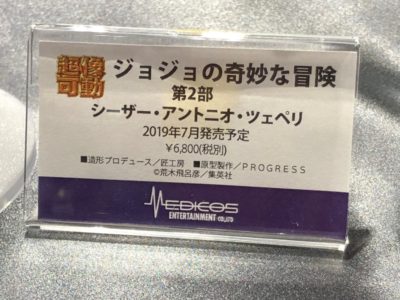 超像可動
ジョジョの奇妙な冒険
第2部
シーザー・アントニオ・ツェペリ
2019年7月発売予定
¥6,800(税別)
■造形プロデュース／匠工房　■原型製作／PROGRESS
©荒木飛呂彦／集英社
MEDICOS
ENTERTAINMENT CO.,LTD